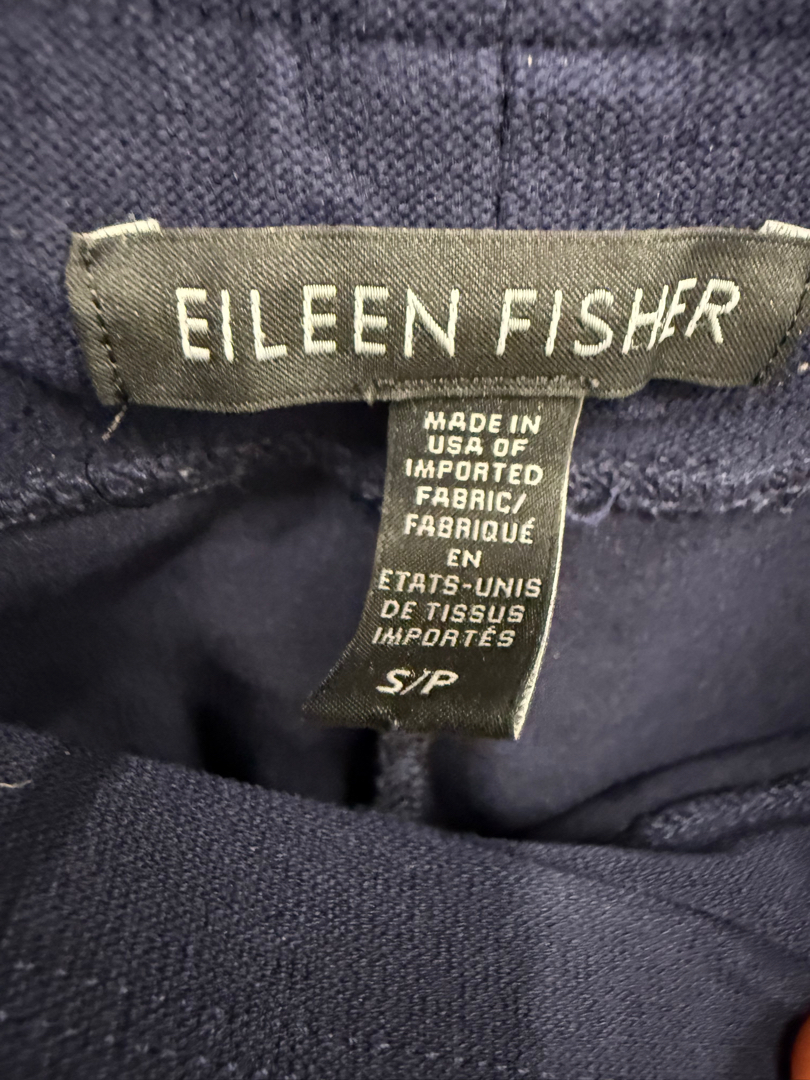 EILEEN FISHER
MADE IN
USA OF
IMPORTED
FABRIC/
FABRIQUÉ
EN
ETATS-UNIS
DE TISSUS
IMPORTÉS
S/P